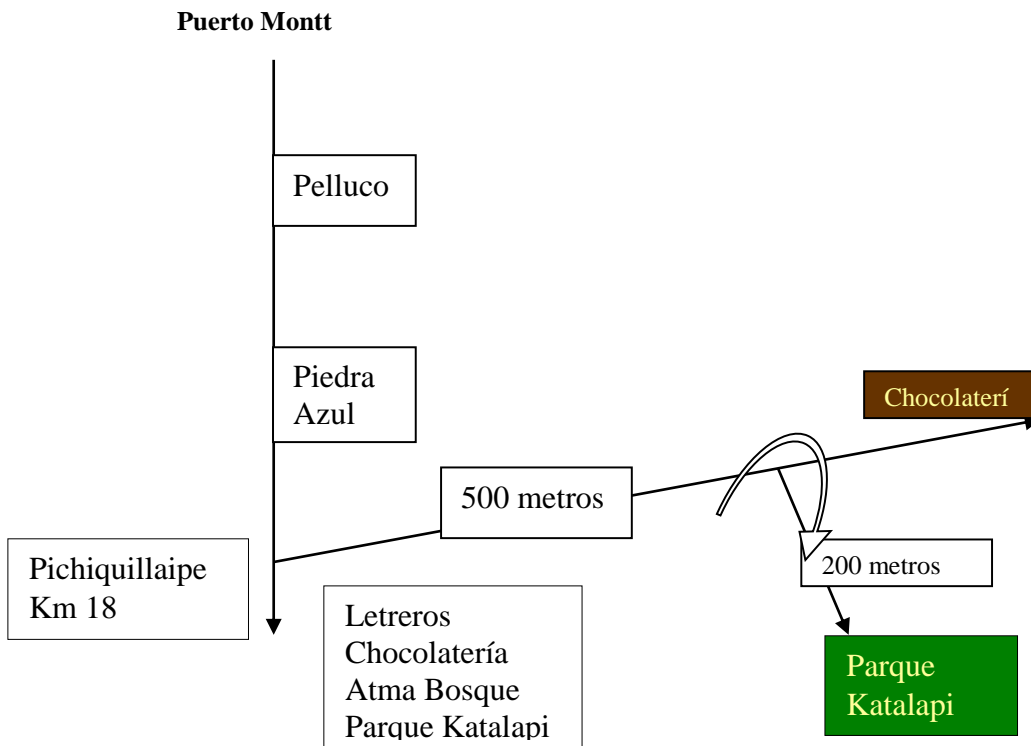 Puerto Montt
Pelluco
Piedra
Azul
Chocolaterí
500 metros
200 metros
Pichiquillaipe
Km 18
Letreros
Chocolatería
Atma Bosque
Parque Katalapi
Parque
Katalapi